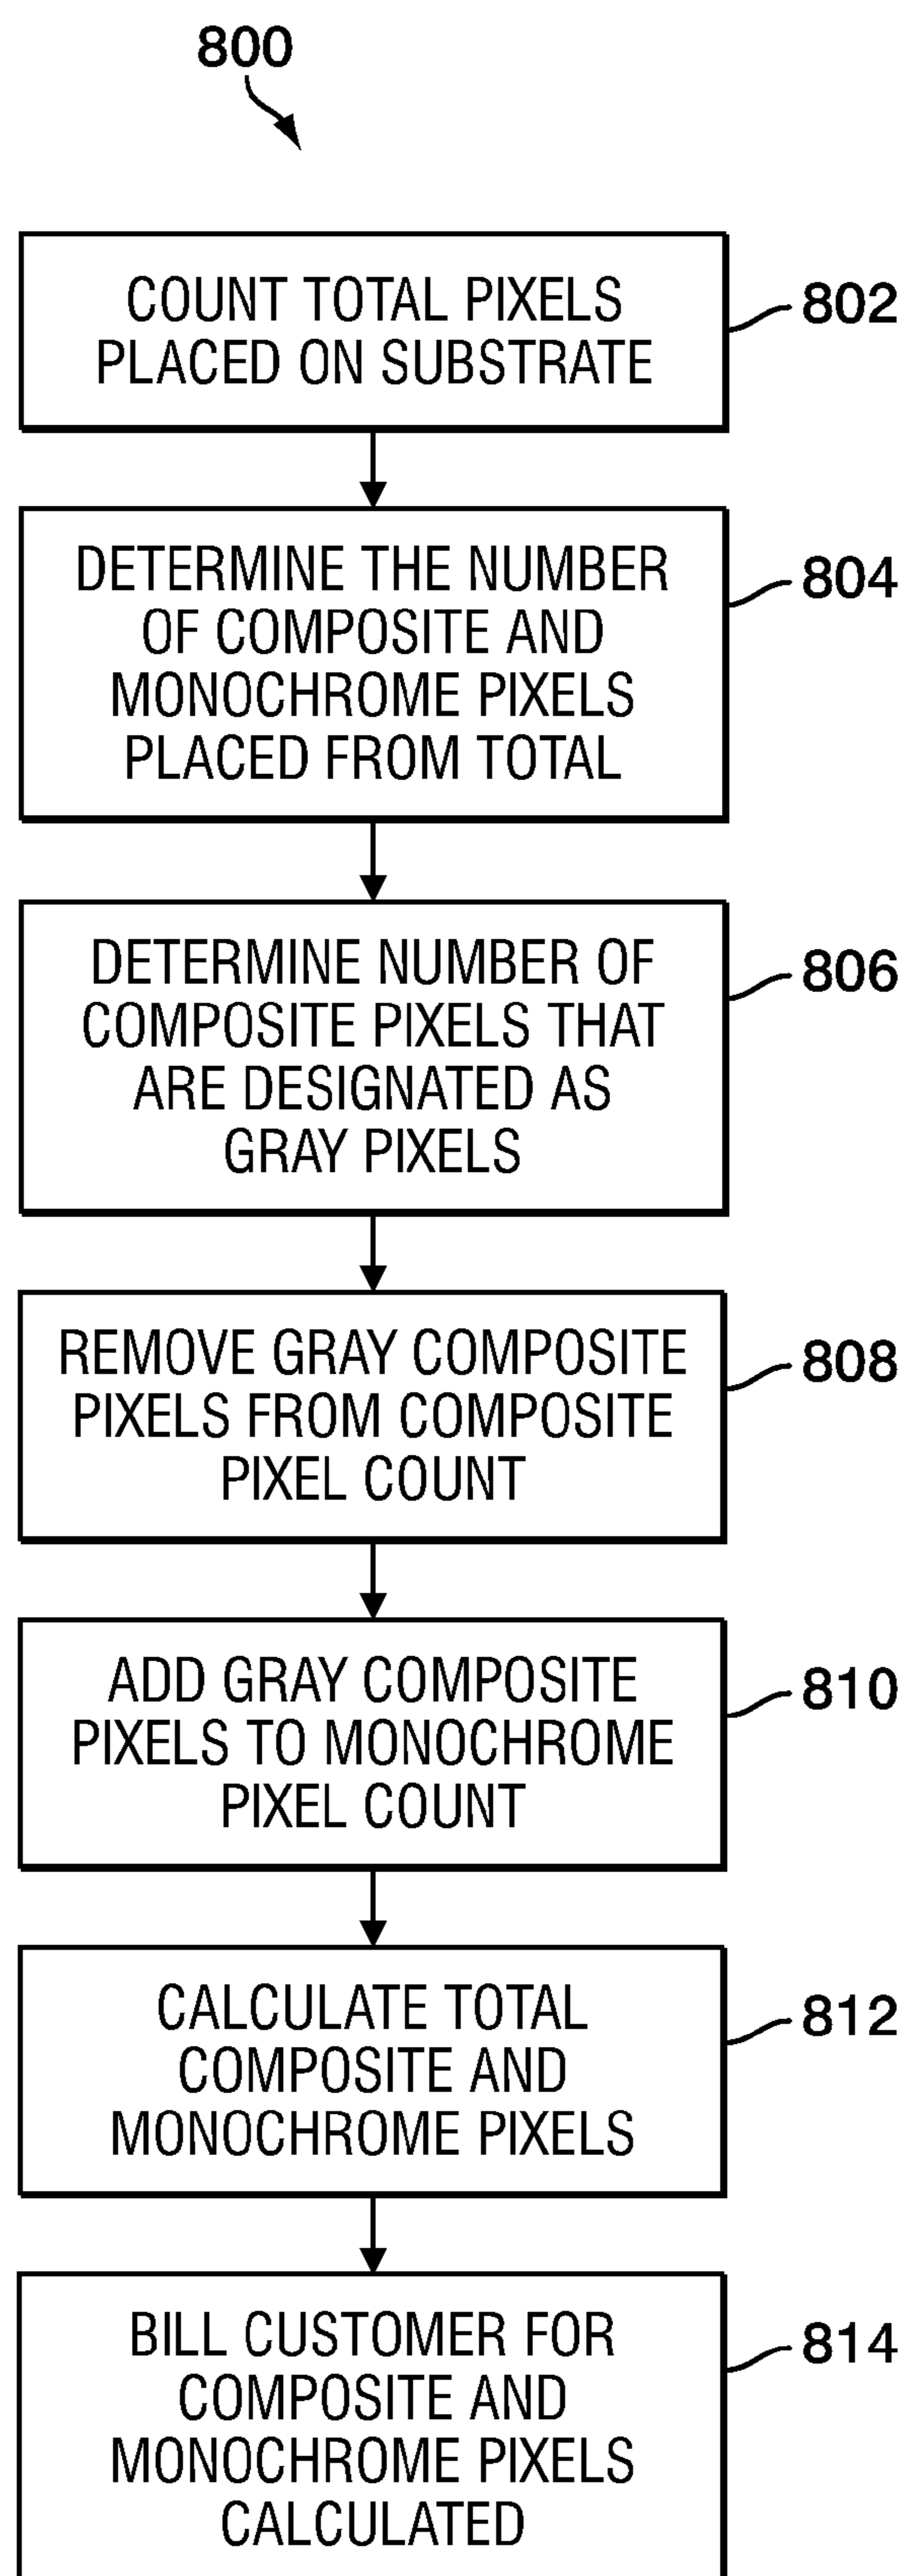 800
COUNT TOTAL PIXELS
PLACED ON SUBSTRATE
802
DETERMINE THE NUMBER
OF COMPOSITE AND
MONOCHROME PIXELS
PLACED FROM TOTAL
804
DETERMINE NUMBER OF
COMPOSITE PIXELS THAT
ARE DESIGNATED AS
GRAY PIXELS
806
REMOVE GRAY COMPOSITE
PIXELS FROM COMPOSITE
PIXEL COUNT
808
ADD GRAY COMPOSITE
PIXELS TO MONOCHROME
PIXEL COUNT
810
CALCULATE TOTAL
COMPOSITE AND
MONOCHROME PIXELS
812
BILL CUSTOMER FOR
COMPOSITE AND
MONOCHROME PIXELS
CALCULATED
814